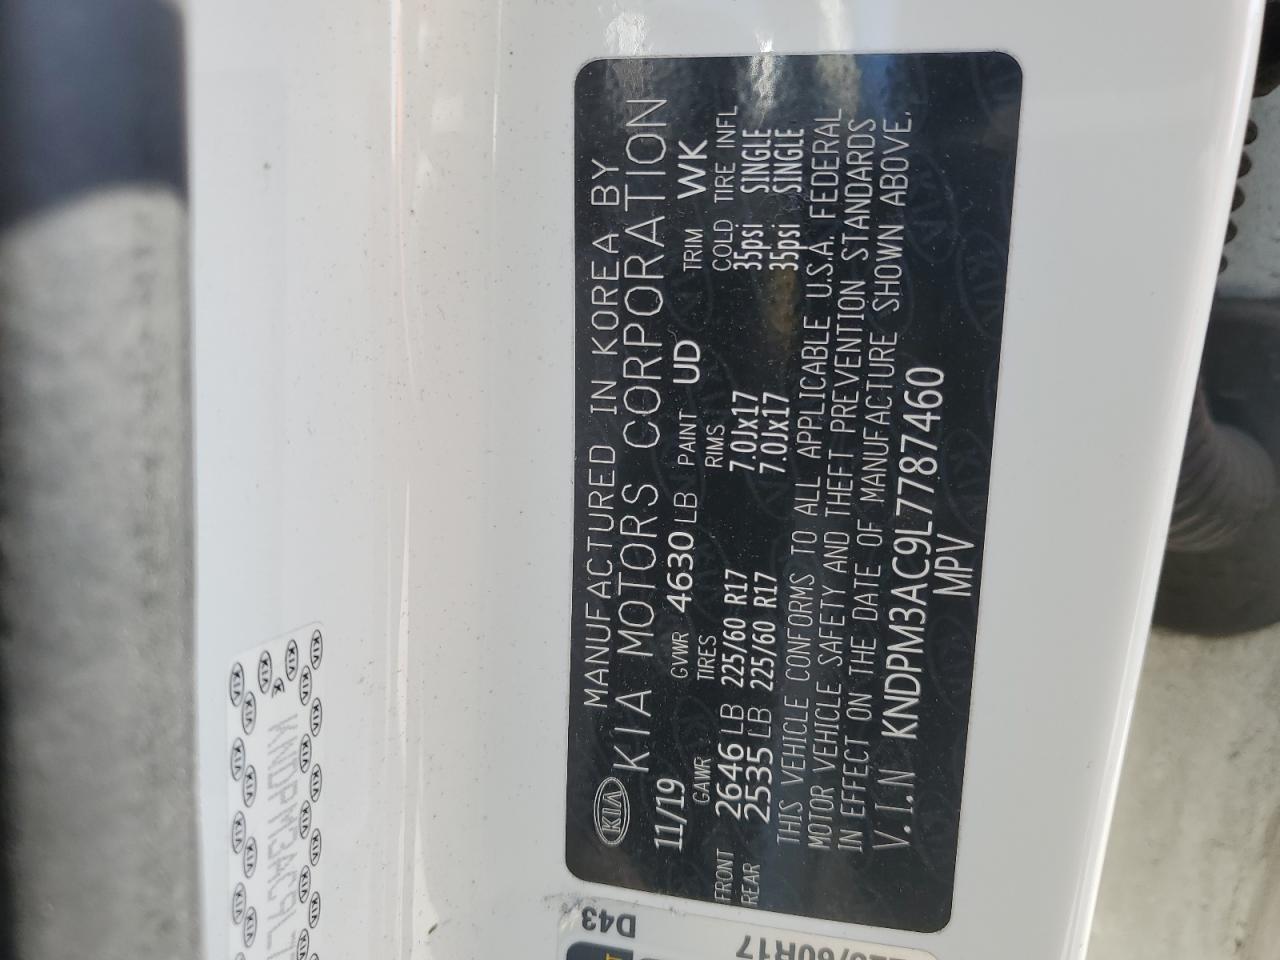 MANUFACTURED IN KOREA BY
KIA KIA MOTORS CORPORATION
11/19 GVWR 4630 LB PAINT UD TRIM WK
GAWR TIRES RIMS COLD TIRE INFL
FRONT 2646 LB 225/60 R17 7.0Jx17 35psi SINGLE
REAR 2535 LB 225/60 R17 7.0Jx17 35psi SINGLE
THIS VEHICLE CONFORMS TO ALL APPLICABLE U.S.A. FEDERAL
MOTOR VEHICLE SAFETY AND THEFT PREVENTION STANDARDS
IN EFFECT ON THE DATE OF MANUFACTURE SHOWN ABOVE.
V.I.N KNDPM3AC9L7787460
MPV
D43
KNDPM3AC9L77